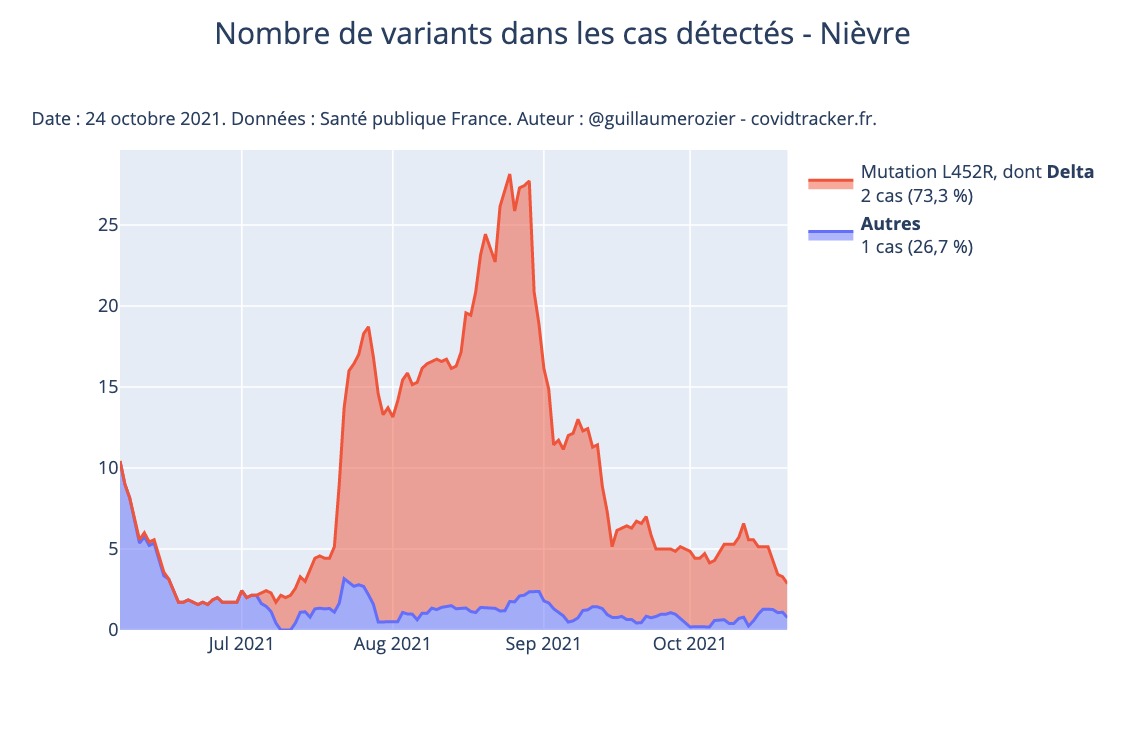 Nombre de variants dans les cas détectés - Nièvre
Date : 24 octobre 2021. Données : Santé publique France. Auteur : @guillaumerozier - covidtracker.fr.
Mutation L452R, dont Delta
2 cas (73,3 %)
Autres
1 cas (26,7 %)
25
20
15
10
5
0
Jul 2021
Aug 2021
Sep 2021
Oct 2021